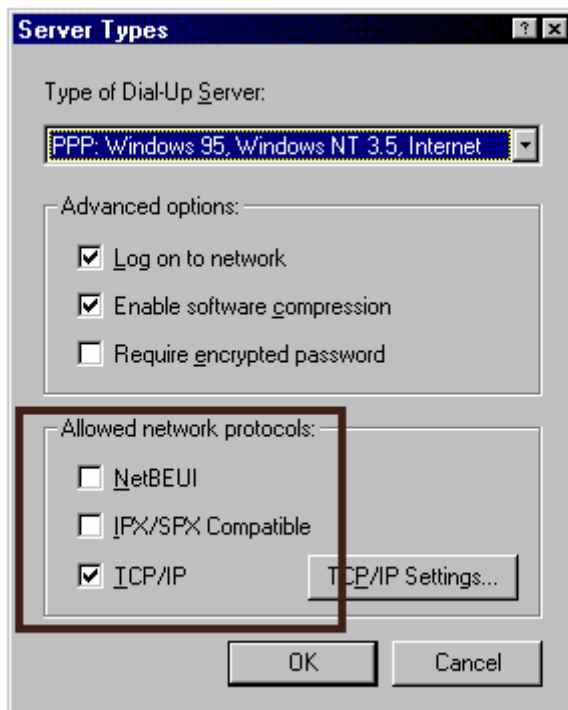 Server Types
Type of Dial-Up Server:
PPP: Windows 95, Windows NT 3.5, Internet
Advanced options:
Log on to network
Enable software compression
Require encrypted password
Allowed network protocols:
NetBEUI
IPX/SPX Compatible
TCP/IP
TCP/IP Settings...
OK
Cancel